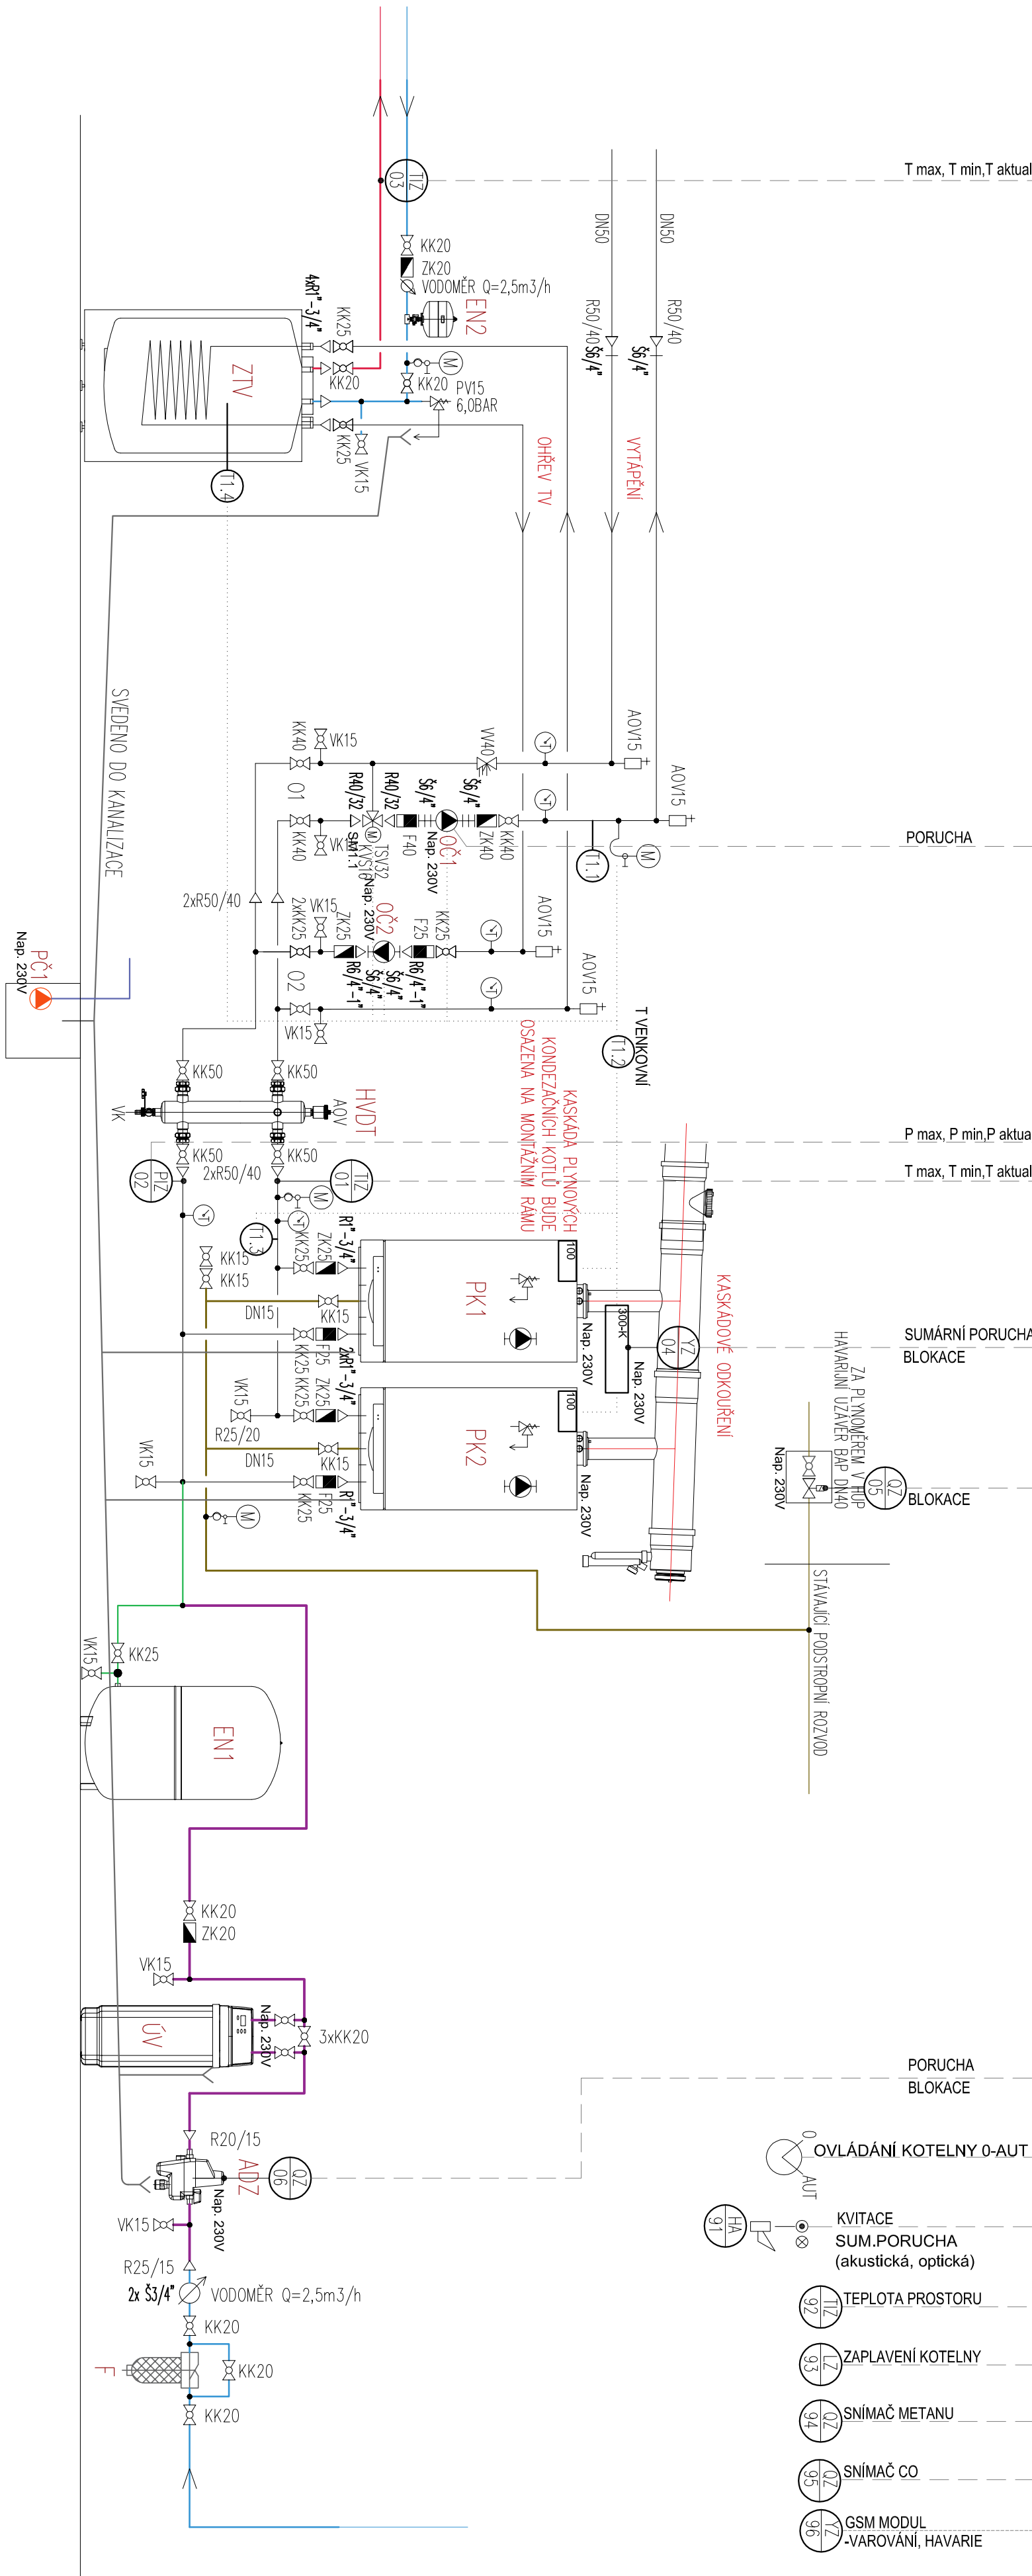 T max, T min,T aktual
TIZ
03
KK20
ZK20
VODOMĚR Q=2,5m3/h
EN2
DN50
DN50
R50/40
R50/40
Š6/4"
Š6/4"
4xR1"-3/4"
KK25
KK20
M
KK20
PV15
6,0BAR
ZTV
KK25
VK15
T1.4
OHŘEV TV
VYTÁPĚNÍ
SVEDENO DO KANALIZACE
AOV15
AOV15
VV40
KK40
VK15
O1
R40/32
R40/32
Š6/4"
Š6/4"
KK40
VK15
SM1.1
M
KVS16
TSV32
F40
Nap. 230V
OČ1
ZK40
KK40
T1.1
M
PORUCHA
2xR50/40
2xKK25
VK15
ZK25
Nap. 230V
OČ2
F25
KK25
R6/4"-1"
Š6/4"
Š6/4"
R6/4"-1"
AOV15
AOV15
O2
VK15
PČ1
Nap. 230V
T VENKOVNÍ
T1.2
KASKÁDA PLYNOVÝCH
KONDEZAČNÍCH KOTLŮ BUDE
OSAZENA NA MONTÁŽNÍM RÁMU
KK50
KK50
HVDT
VK
AOV
KK50
KK50
2xR50/40
P max, P min,P aktua
T max, T min,T aktual
PIZ
02
TIZ
01
M
T1.3
KK15
KK15
KK25
ZK25
R1"-3/4"
DN15
KK15
KK25
F25
2xR1"-3/4"
100
PK1
Nap. 230V
300-K
Nap. 230V
YZ
04
KASKÁDOVÉ ODKOUŘENÍ
SUMÁRNÍ PORUCHA
BLOKACE
VK15
R25/20
KK25
ZK25
DN15
KK15
KK25
F25
R1"-3/4"
100
PK2
Nap. 230V
VK15
M
HAVARIJNÍ UZÁVĚR BAP DN40
ZA PLYNOMĚREM V HUP
Nap. 230V
QZ
05
BLOKACE
STÁVAJÍCÍ PODSTROPNÍ ROZVOD
VK15
KK25
EN1
KK20
ZK20
VK15
ÚV
Nap. 230V
3xKK20
R20/15
ADZ
Nap. 230V
QZ
06
PORUCHA
BLOKACE
VK15
R25/15
2x Š3/4"
VODOMĚR Q=2,5m3/h
KK20
F
KK20
KK20
0
OVLÁDÁNÍ KOTELNY 0-AUT
AUT
HA
91
KVITACE
SUM.PORUCHA
(akustická, optická)
TIZ
92
TEPLOTA PROSTORU
LZ
93
ZAPLAVENÍ KOTELNY
QZ
94
SNÍMAČ METANU
QZ
95
SNÍMAČ CO
YZ
96
GSM MODUL
-VAROVÁNÍ, HAVARIE